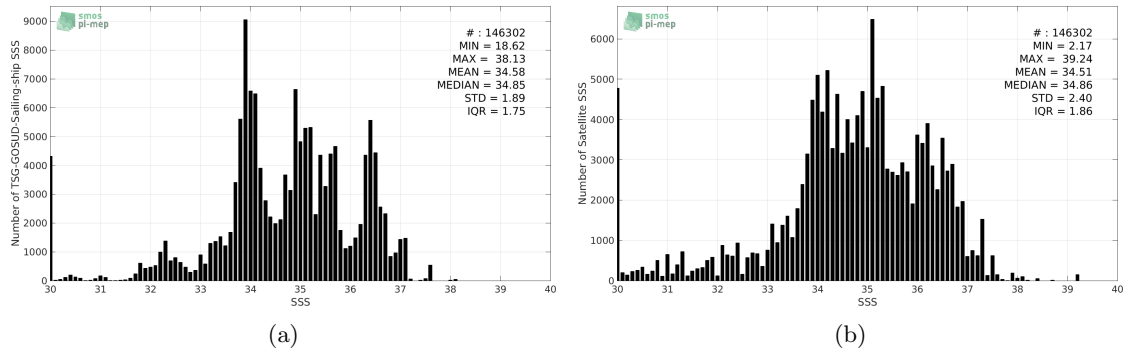 smos
pi-mep
# : 146302
MIN = 18.62
MAX = 38.13
MEAN = 34.58
MEDIAN = 34.85
STD = 1.89
IQR = 1.75
Number of TSG-GOSUD-Sailing-ship SSS
9000
8000
7000
6000
5000
4000
3000
2000
1000
0
30 31 32 33 34 35 36 37 38 39 40
SSS
(a)
smos
pi-mep
# : 146302
MIN = 2.17
MAX = 39.24
MEAN = 34.51
MEDIAN = 34.86
STD = 2.40
IQR = 1.86
Number of Satellite SSS
6000
5000
4000
3000
2000
1000
0
30 31 32 33 34 35 36 37 38 39 40
SSS
(b)